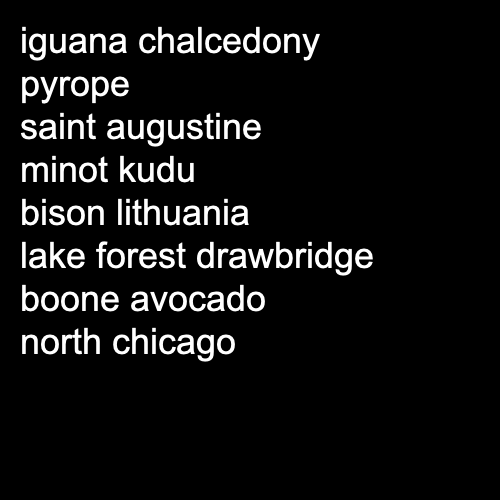 iguana chalcedony
pyrope
saint augustine
minot kudu
bison lithuania
lake forest drawbridge
boone avocado
north chicago